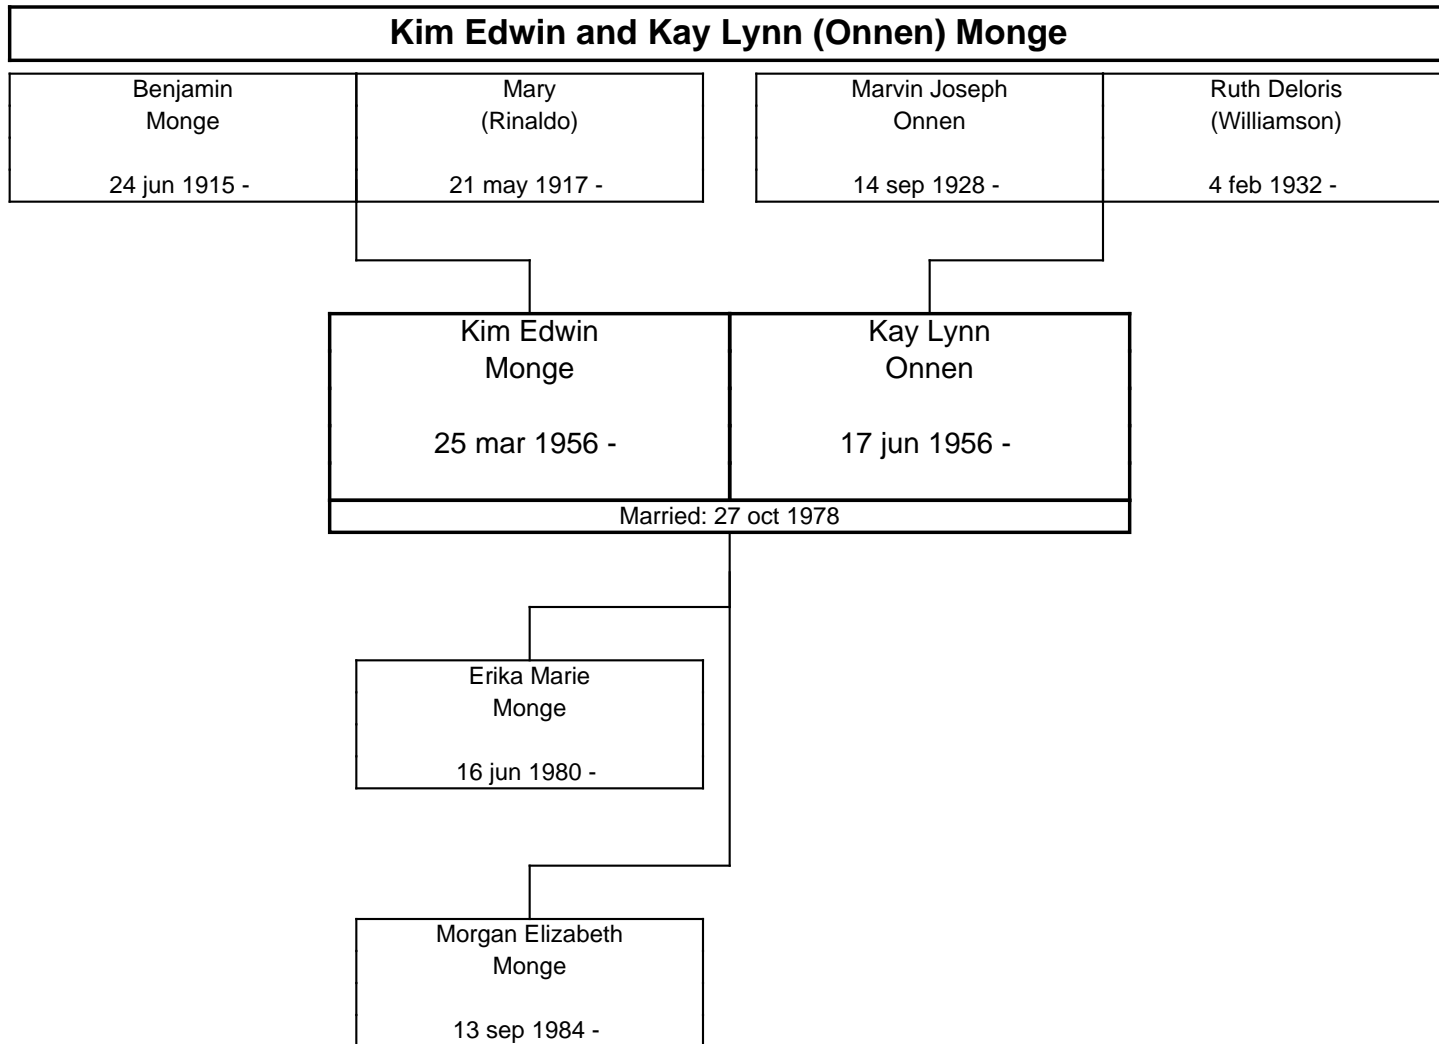 Kim Edwin and Kay Lynn (Onnen) Monge
Benjamin
Monge
24 jun 1915 -
Mary
(Rinaldo)
21 may 1917 -
Marvin Joseph
Onnen
14 sep 1928 -
Ruth Deloris
(Williamson)
4 feb 1932 -
Kim Edwin
Monge
25 mar 1956 -
Kay Lynn
Onnen
17 jun 1956 -
Married: 27 oct 1978
Erika Marie
Monge
16 jun 1980 -
Morgan Elizabeth
Monge
13 sep 1984 -